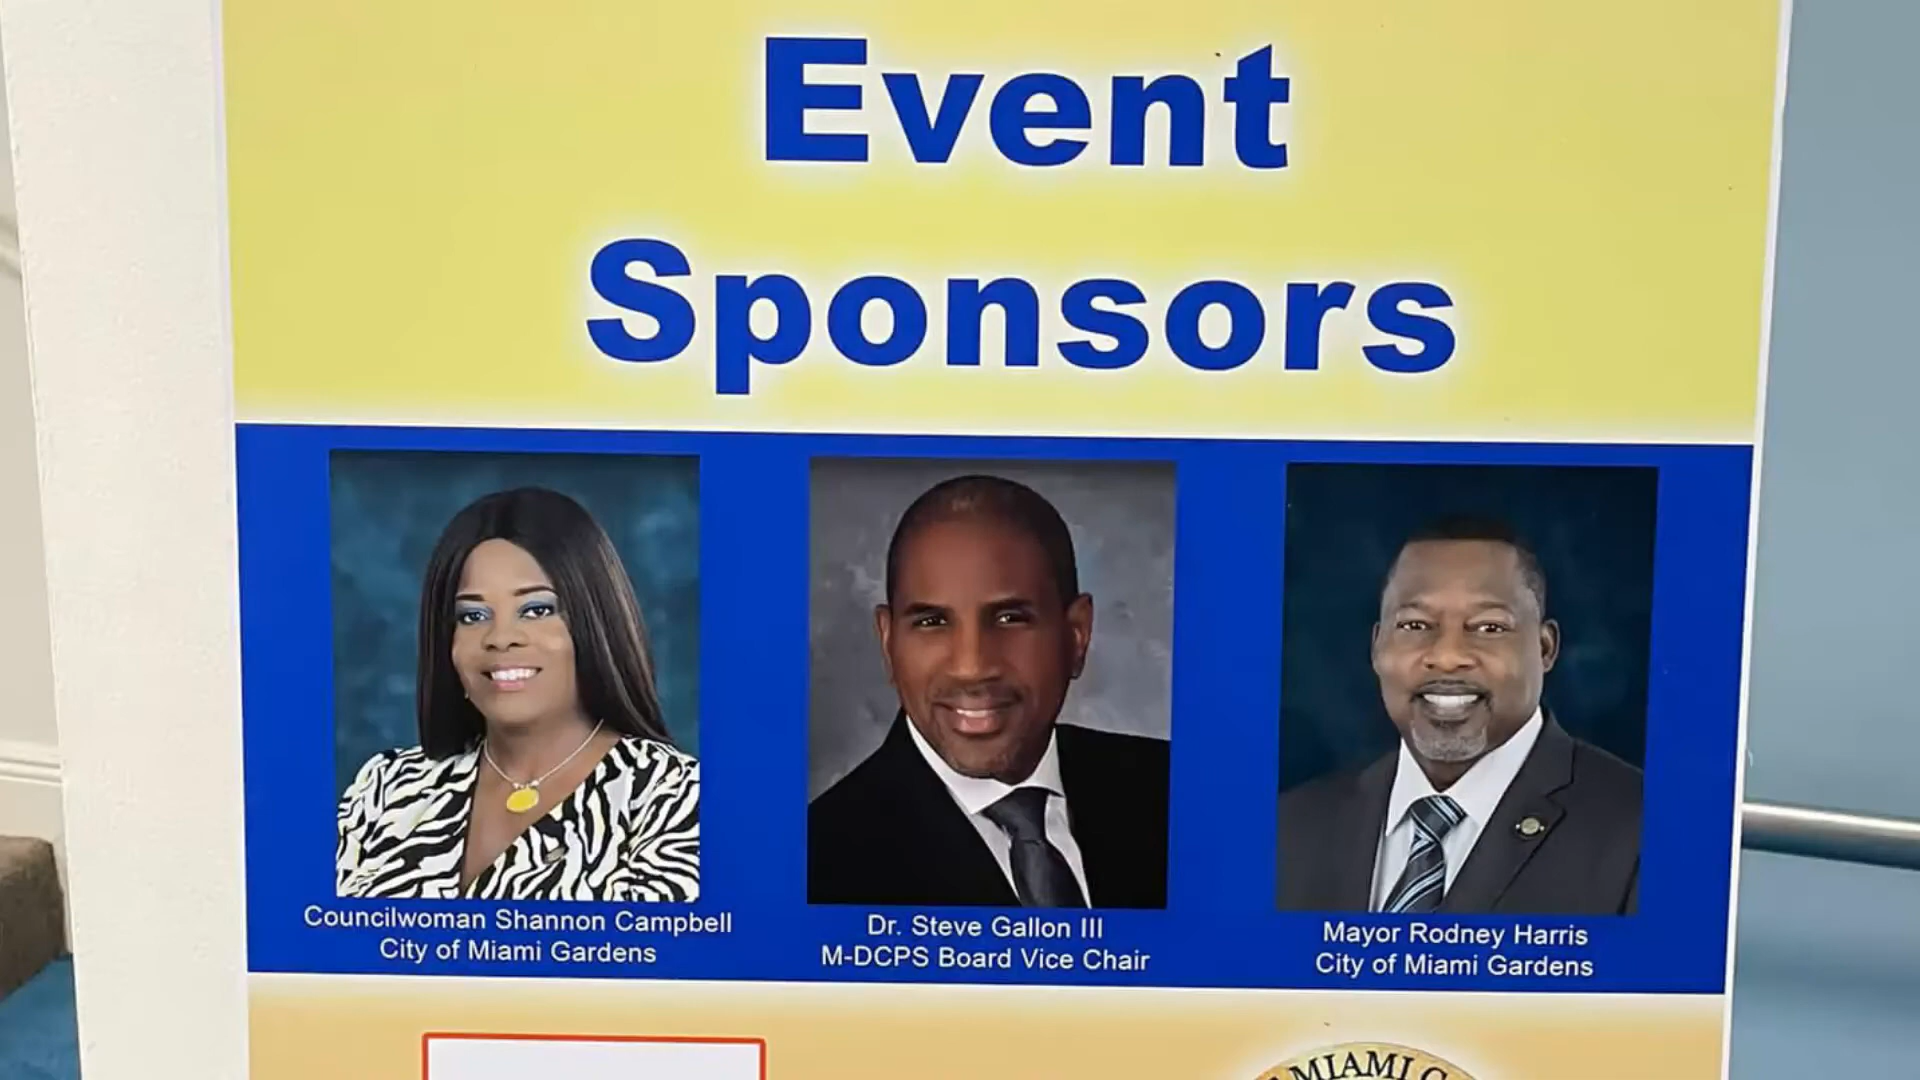 Event
Sponsors
Councilwoman Shannon Campbell
City of Miami Gardens
Dr. Steve Gallon III
M-DCPS Board Vice Chair
Mayor Rodney Harris
City of Miami Gardens
MIAMI